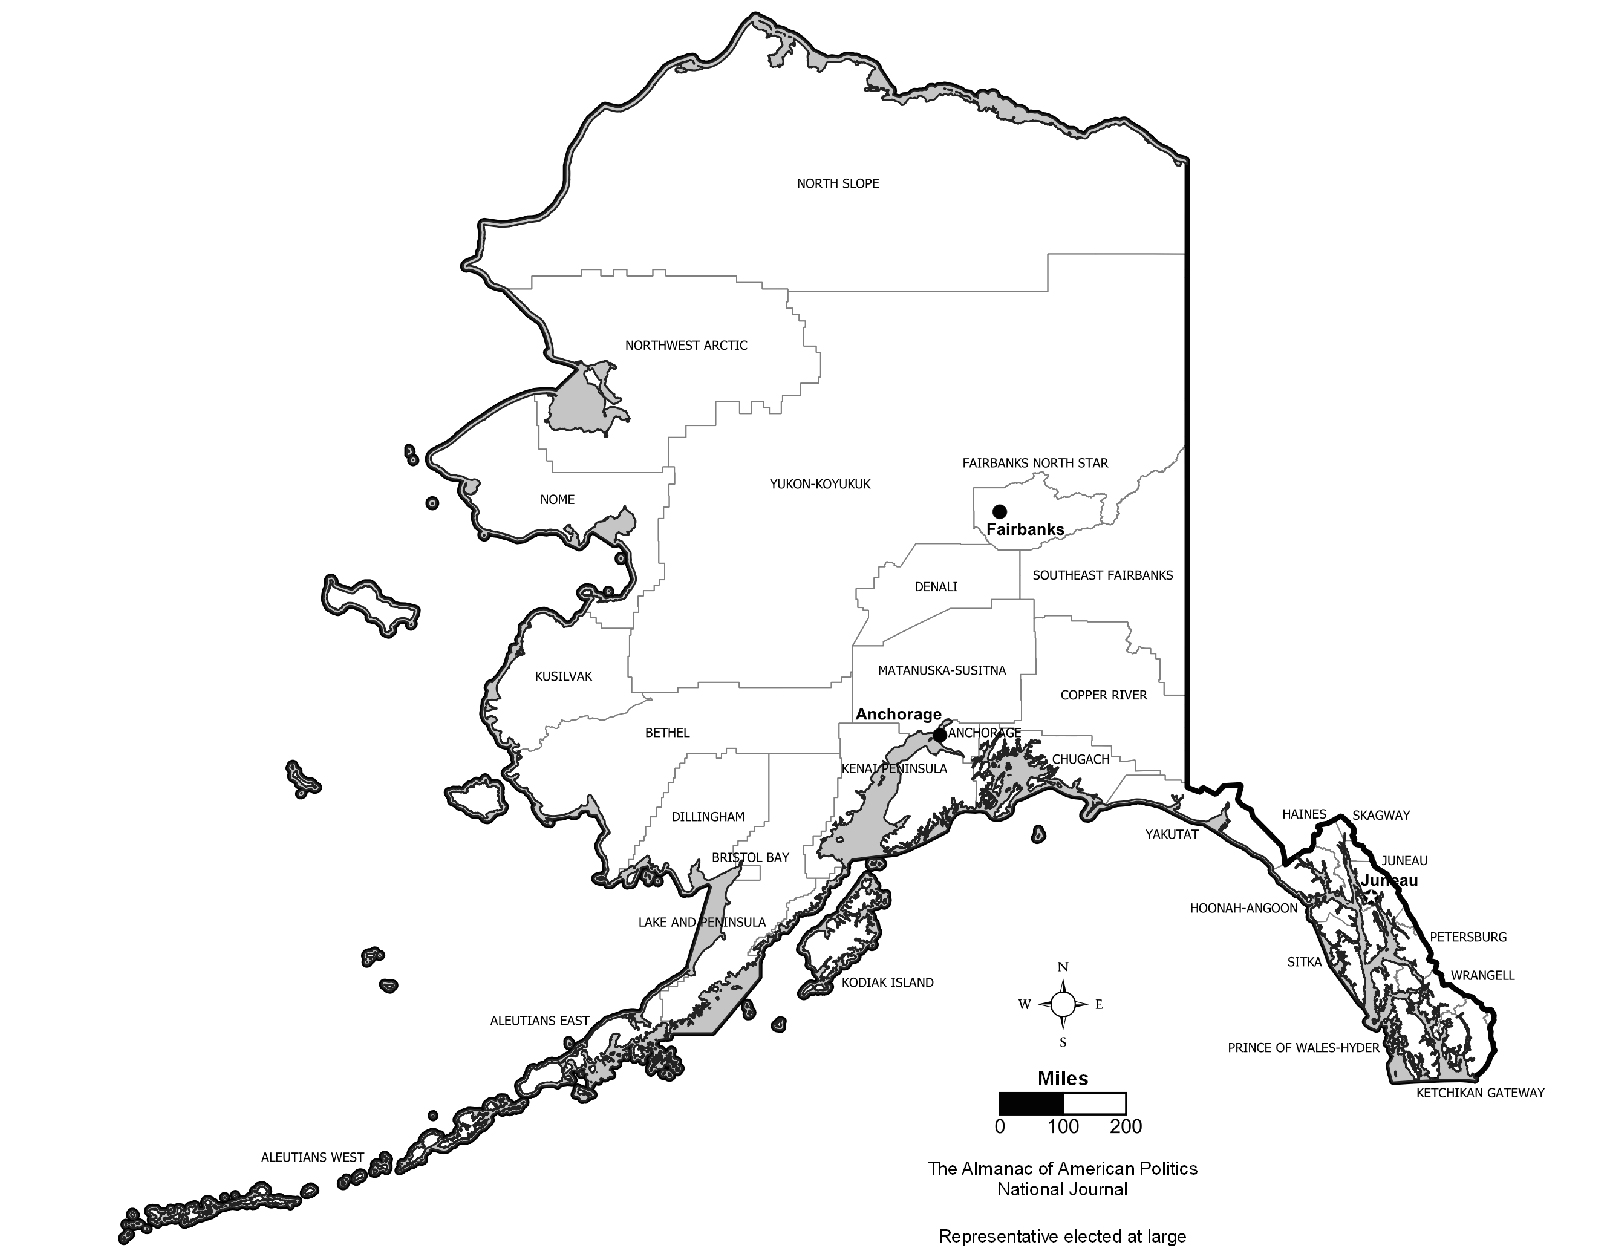 NORTH SLOPE
NORTHWEST ARCTIC
FAIRBANKS NORTH STAR
YUKON-KOYUKUK
NOME
Fairbanks
SOUTHEAST FAIRBANKS
DENALI
MATANUSKA-SUSITNA
KUSILVAK
COPPER RIVER
Anchorage
BETHEL
ANCHORAGE
CHUGACH
KENAI PENINSULA
DILLINGHAM
HAINES
SKAGWAY
YAKUTAT
BRISTOL BAY
JUNEAU
Juneau
HOONAH-ANGOON
LAKE AND PENINSULA
PETERSBURG
SITKA
WRANGELL
KODIAK ISLAND
N
W E
S
ALEUTIANS EAST
PRINCE OF WALES-HYDER
Miles
KETCHIKAN GATEWAY
0 100 200
ALEUTIANS WEST
The Almanac of American Politics
National Journal
Representative elected at large